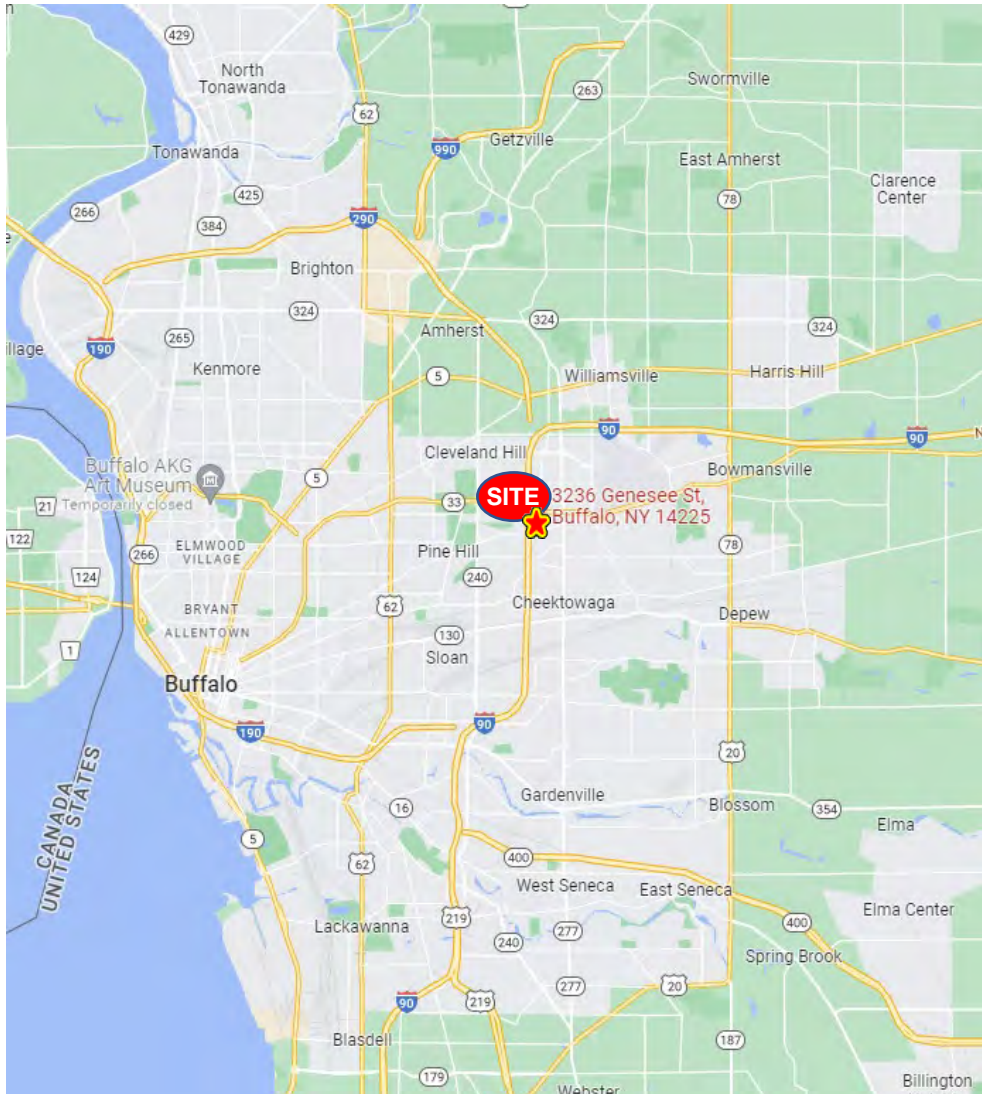 n
429
North
Tonawanda
62
263
Swormville
Getzville
990
Tonawanda
East Amherst
Clarence
Center
425
78
266
384
290
e
Brighton
324
324
324
Amherst
265
190
illage
Kenmore
5
Williamsville
Harris Hill
90
90
N
Cleveland Hill
Bowmansville
Buffalo AKG
Art Museum
Temporarily closed
5
33
SITE
3236 Genesee St,
Buffalo, NY 14225
21
122
266
ELMWOOD
VILLAGE
Pine Hill
78
124
240
62
Cheektowaga
BRYANT
Depew
ALLENTOWN
130
1
Sloan
Buffalo
90
190
20
CANADA
UNITED STATES
Gardenville
16
Blossom
354
Elma
5
62
400
West Seneca
East Seneca
219
Elma Center
Lackawanna
277
400
240
Spring Brook
277
20
90
219
Blasdell
187
179
Billington
Webster